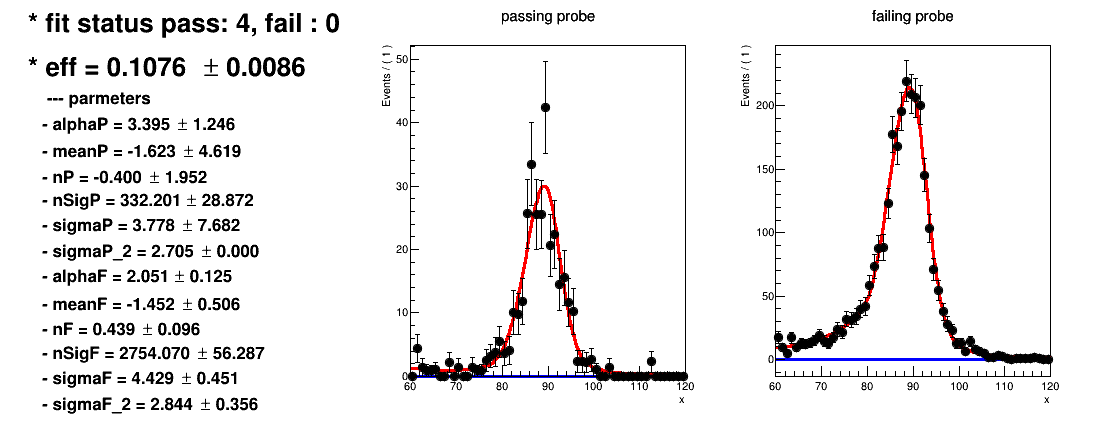 * fit status pass: 4, fail : 0
* eff = 0.1076 ± 0.0086
--- parmeters
- alphaP = 3.395 ± 1.246
- meanP = -1.623 ± 4.619
- nP = -0.400 ± 1.952
- nSigP = 332.201 ± 28.872
- sigmaP = 3.778 ± 7.682
- sigmaP_2 = 2.705 ± 0.000
- alphaF = 2.051 ± 0.125
- meanF = -1.452 ± 0.506
- nF = 0.439 ± 0.096
- nSigF = 2754.070 ± 56.287
- sigmaF = 4.429 ± 0.451
- sigmaF_2 = 2.844 ± 0.356
passing probe
Events / ( 1 )
50
40
30
20
10
0
60 70 80 90 100 110 120
x
failing probe
Events / ( 1 )
200
150
100
50
0
60 70 80 90 100 110 120
x